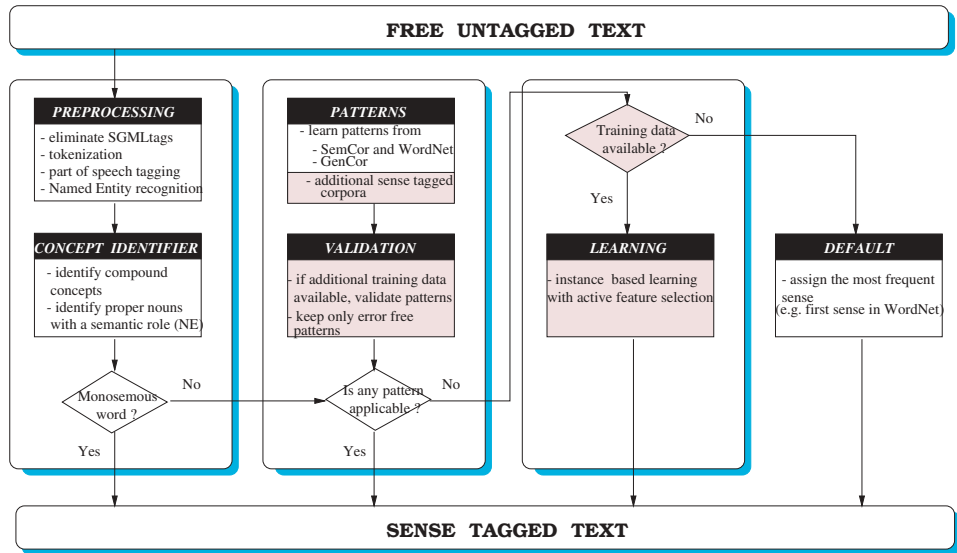 FREE UNTAGGED TEXT
PREPROCESSING
- eliminate SGMLtags
- tokenization
- part of speech tagging
- Named Entity recognition
CONCEPT IDENTIFIER
- identify compound
concepts
- identify proper nouns
with a semantic role (NE)
Monosemous
word ?
No
Yes
PATTERNS
- learn patterns from
- SemCor and WordNet
- GenCor
- additional sense tagged
corpora
VALIDATION
- if additional training data
available, validate patterns
- keep only error free
patterns
Is any pattern
applicable ?
No
Yes
Training data
available ?
No
Yes
LEARNING
- instance based learning
with active feature selection
DEFAULT
- assign the most frequent
sense
(e.g. first sense in WordNet)
SENSE TAGGED TEXT